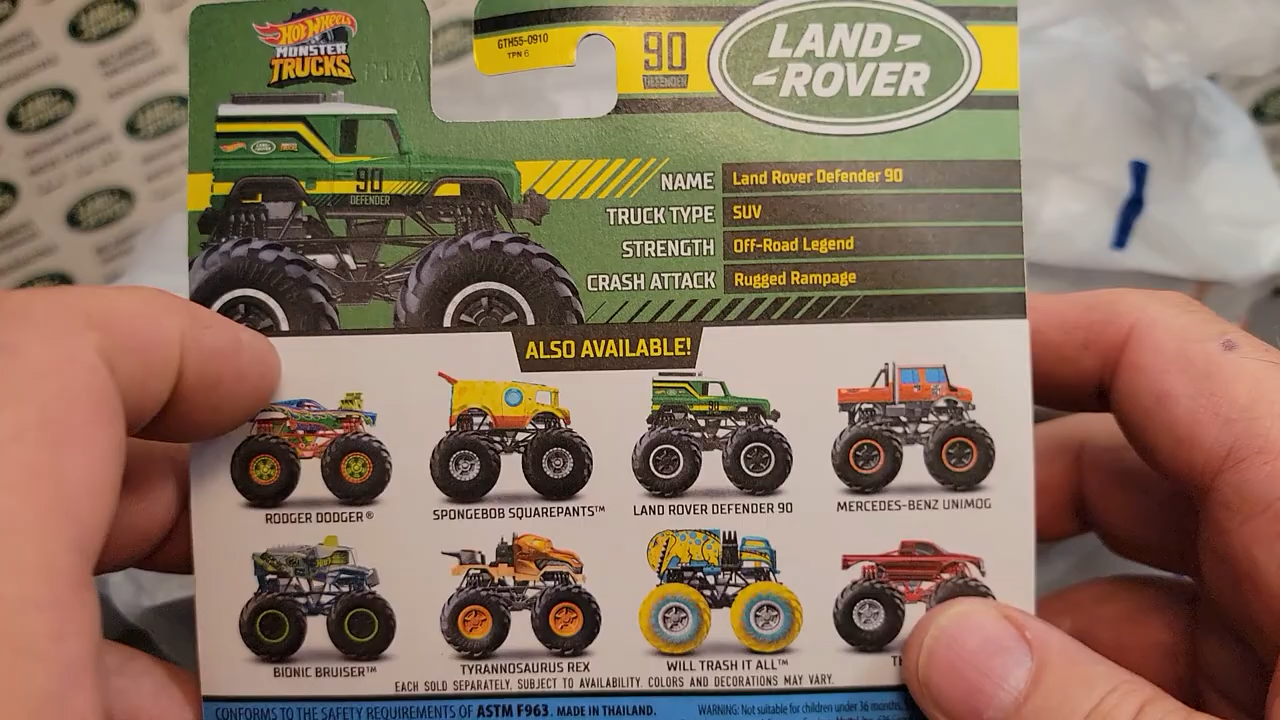 HOT WHEELS
MONSTER
TRUCKS
GTH55-0910
TPN 6
90
DEFENDER
LAND
ROVER
90
DEFENDER
NAME Land Rover Defender 90
TRUCK TYPE SUV
STRENGTH Off-Road Legend
CRASH ATTACK Rugged Rampage
ALSO AVAILABLE!
RODGER DODGER® SPONGEBOB SQUAREPANTS™ LAND ROVER DEFENDER 90 MERCEDES-BENZ UNIMOG
BIONIC BRUISER™ TYRANNOSAURUS REX WILL TRASH IT ALL™
EACH SOLD SEPARATELY, SUBJECT TO AVAILABILITY. COLORS AND DECORATIONS MAY VARY.
CONFORMS TO THE SAFETY REQUIREMENTS OF ASTM F963. MADE IN THAILAND.
WARNING: Not suitable for children under 36 months,